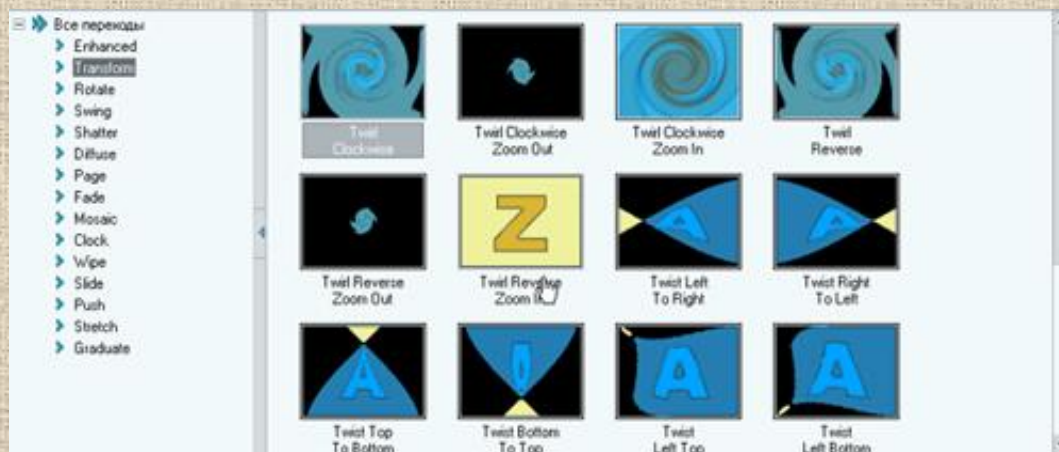 Все переходы
Enhanced
Transform
Rotate
Swing
Shatter
Diffuse
Page
Fade
Mosaic
Clock
Wipe
Slide
Push
Stretch
Graduate
Twirl
Clockwise
Twirl Clockwise
Zoom Out
Twirl Clockwise
Zoom In
Twirl
Reverse
Twirl Reverse
Zoom Out
Z
Twirl Reverse
Zoom In
A
Twist Left
To Right
A
Twist Right
To Left
A
Twist Top
To Bottom
Twist Bottom
To Top
A
Twist
Left Top
A
Twist
Left Bottom